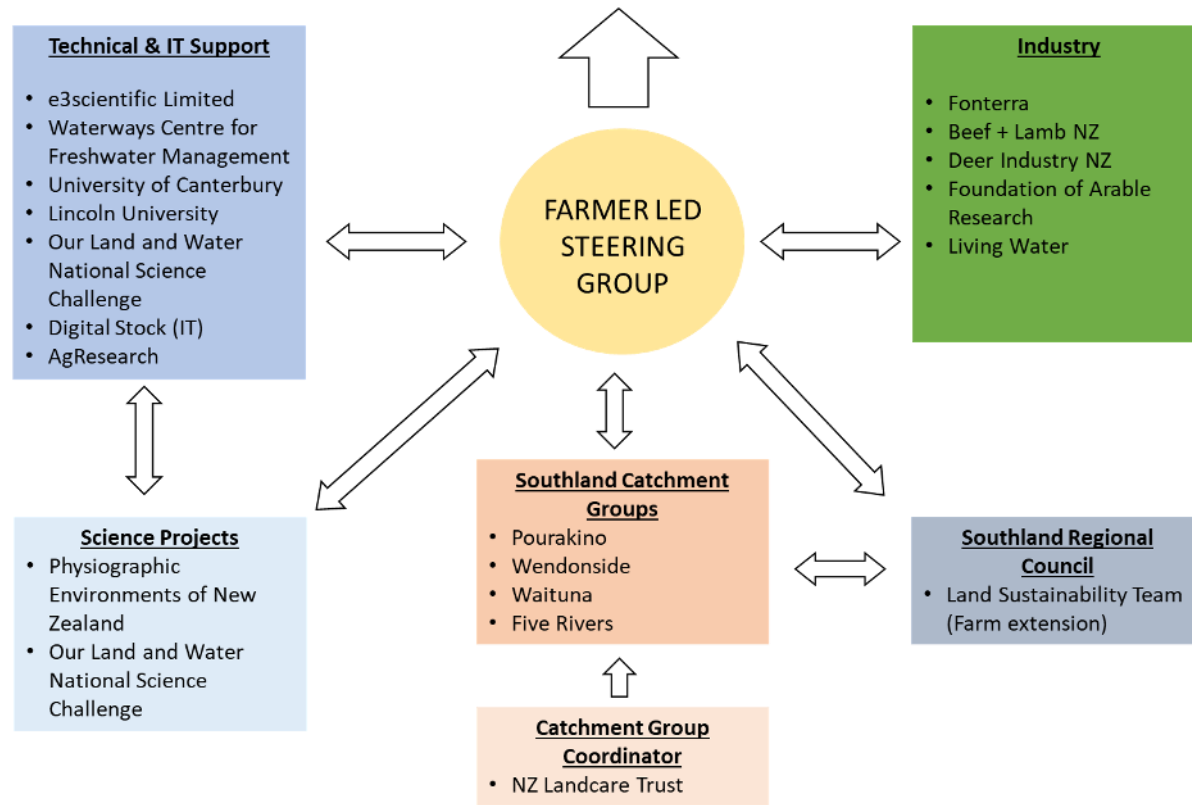 Technical & IT Support
• e3scientific Limited
• Waterways Centre for
Freshwater Management
• University of Canterbury
• Lincoln University
• Our Land and Water
National Science
Challenge
• Digital Stock (IT)
• AgResearch
FARMER LED
STEERING
GROUP
Industry
• Fonterra
• Beef + Lamb NZ
• Deer Industry NZ
• Foundation of Arable
Research
• Living Water
Science Projects
• Physiographic
Environments of New
Zealand
• Our Land and Water
National Science
Challenge
Southland Catchment
Groups
• Pourakino
• Wendonside
• Waituna
• Five Rivers
Southland Regional
Council
• Land Sustainability Team
(Farm extension)
Catchment Group
Coordinator
• NZ Landcare Trust